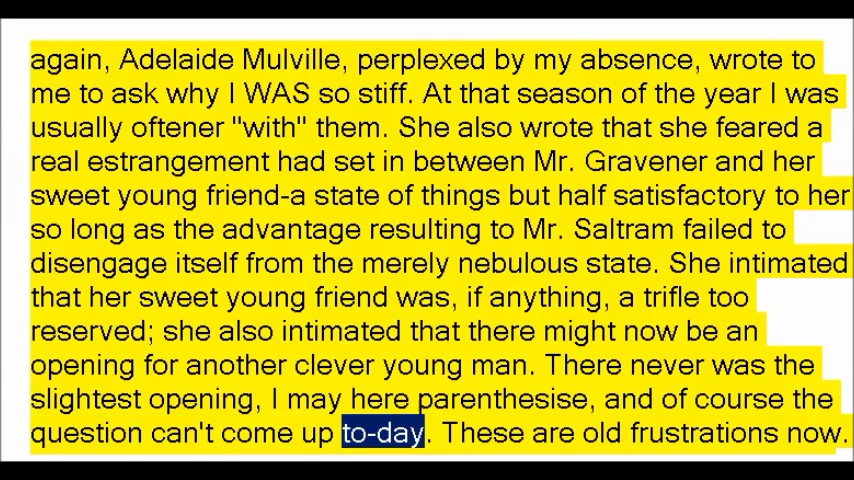 again, Adelaide Mulville, perplexed by my absence, wrote to
me to ask why I WAS so stiff. At that season of the year I was
usually oftener "with" them. She also wrote that she feared a
real estrangement had set in between Mr. Gravener and her
sweet young friend-a state of things but half satisfactory to her
so long as the advantage resulting to Mr. Saltram failed to
disengage itself from the merely nebulous state. She intimated
that her sweet young friend was, if anything, a trifle too
reserved; she also intimated that there might now be an
opening for another clever young man. There never was the
slightest opening, I may here parenthesise, and of course the
question can't come up to-day. These are old frustrations now.